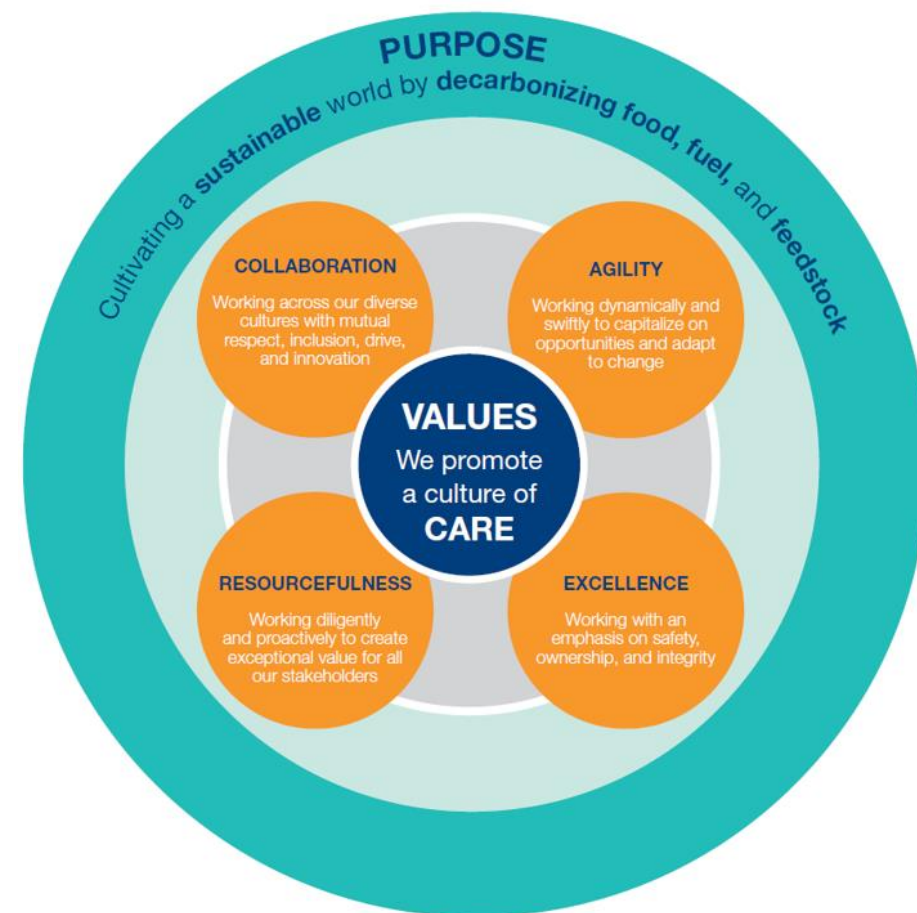 PURPOSE
Cultivating a sustainable world by decarbonizing food, fuel, and feedstock
COLLABORATION
Working across our diverse
cultures with mutual
respect, inclusion, drive,
and innovation
AGILITY
Working dynamically and
swiftly to capitalize on
opportunities and adapt
to change
VALUES
We promote
a culture of
CARE
RESOURCEFULNESS
Working diligently
and proactively to create
exceptional value for all
our stakeholders
EXCELLENCE
Working with an
emphasis on safety,
ownership, and integrity